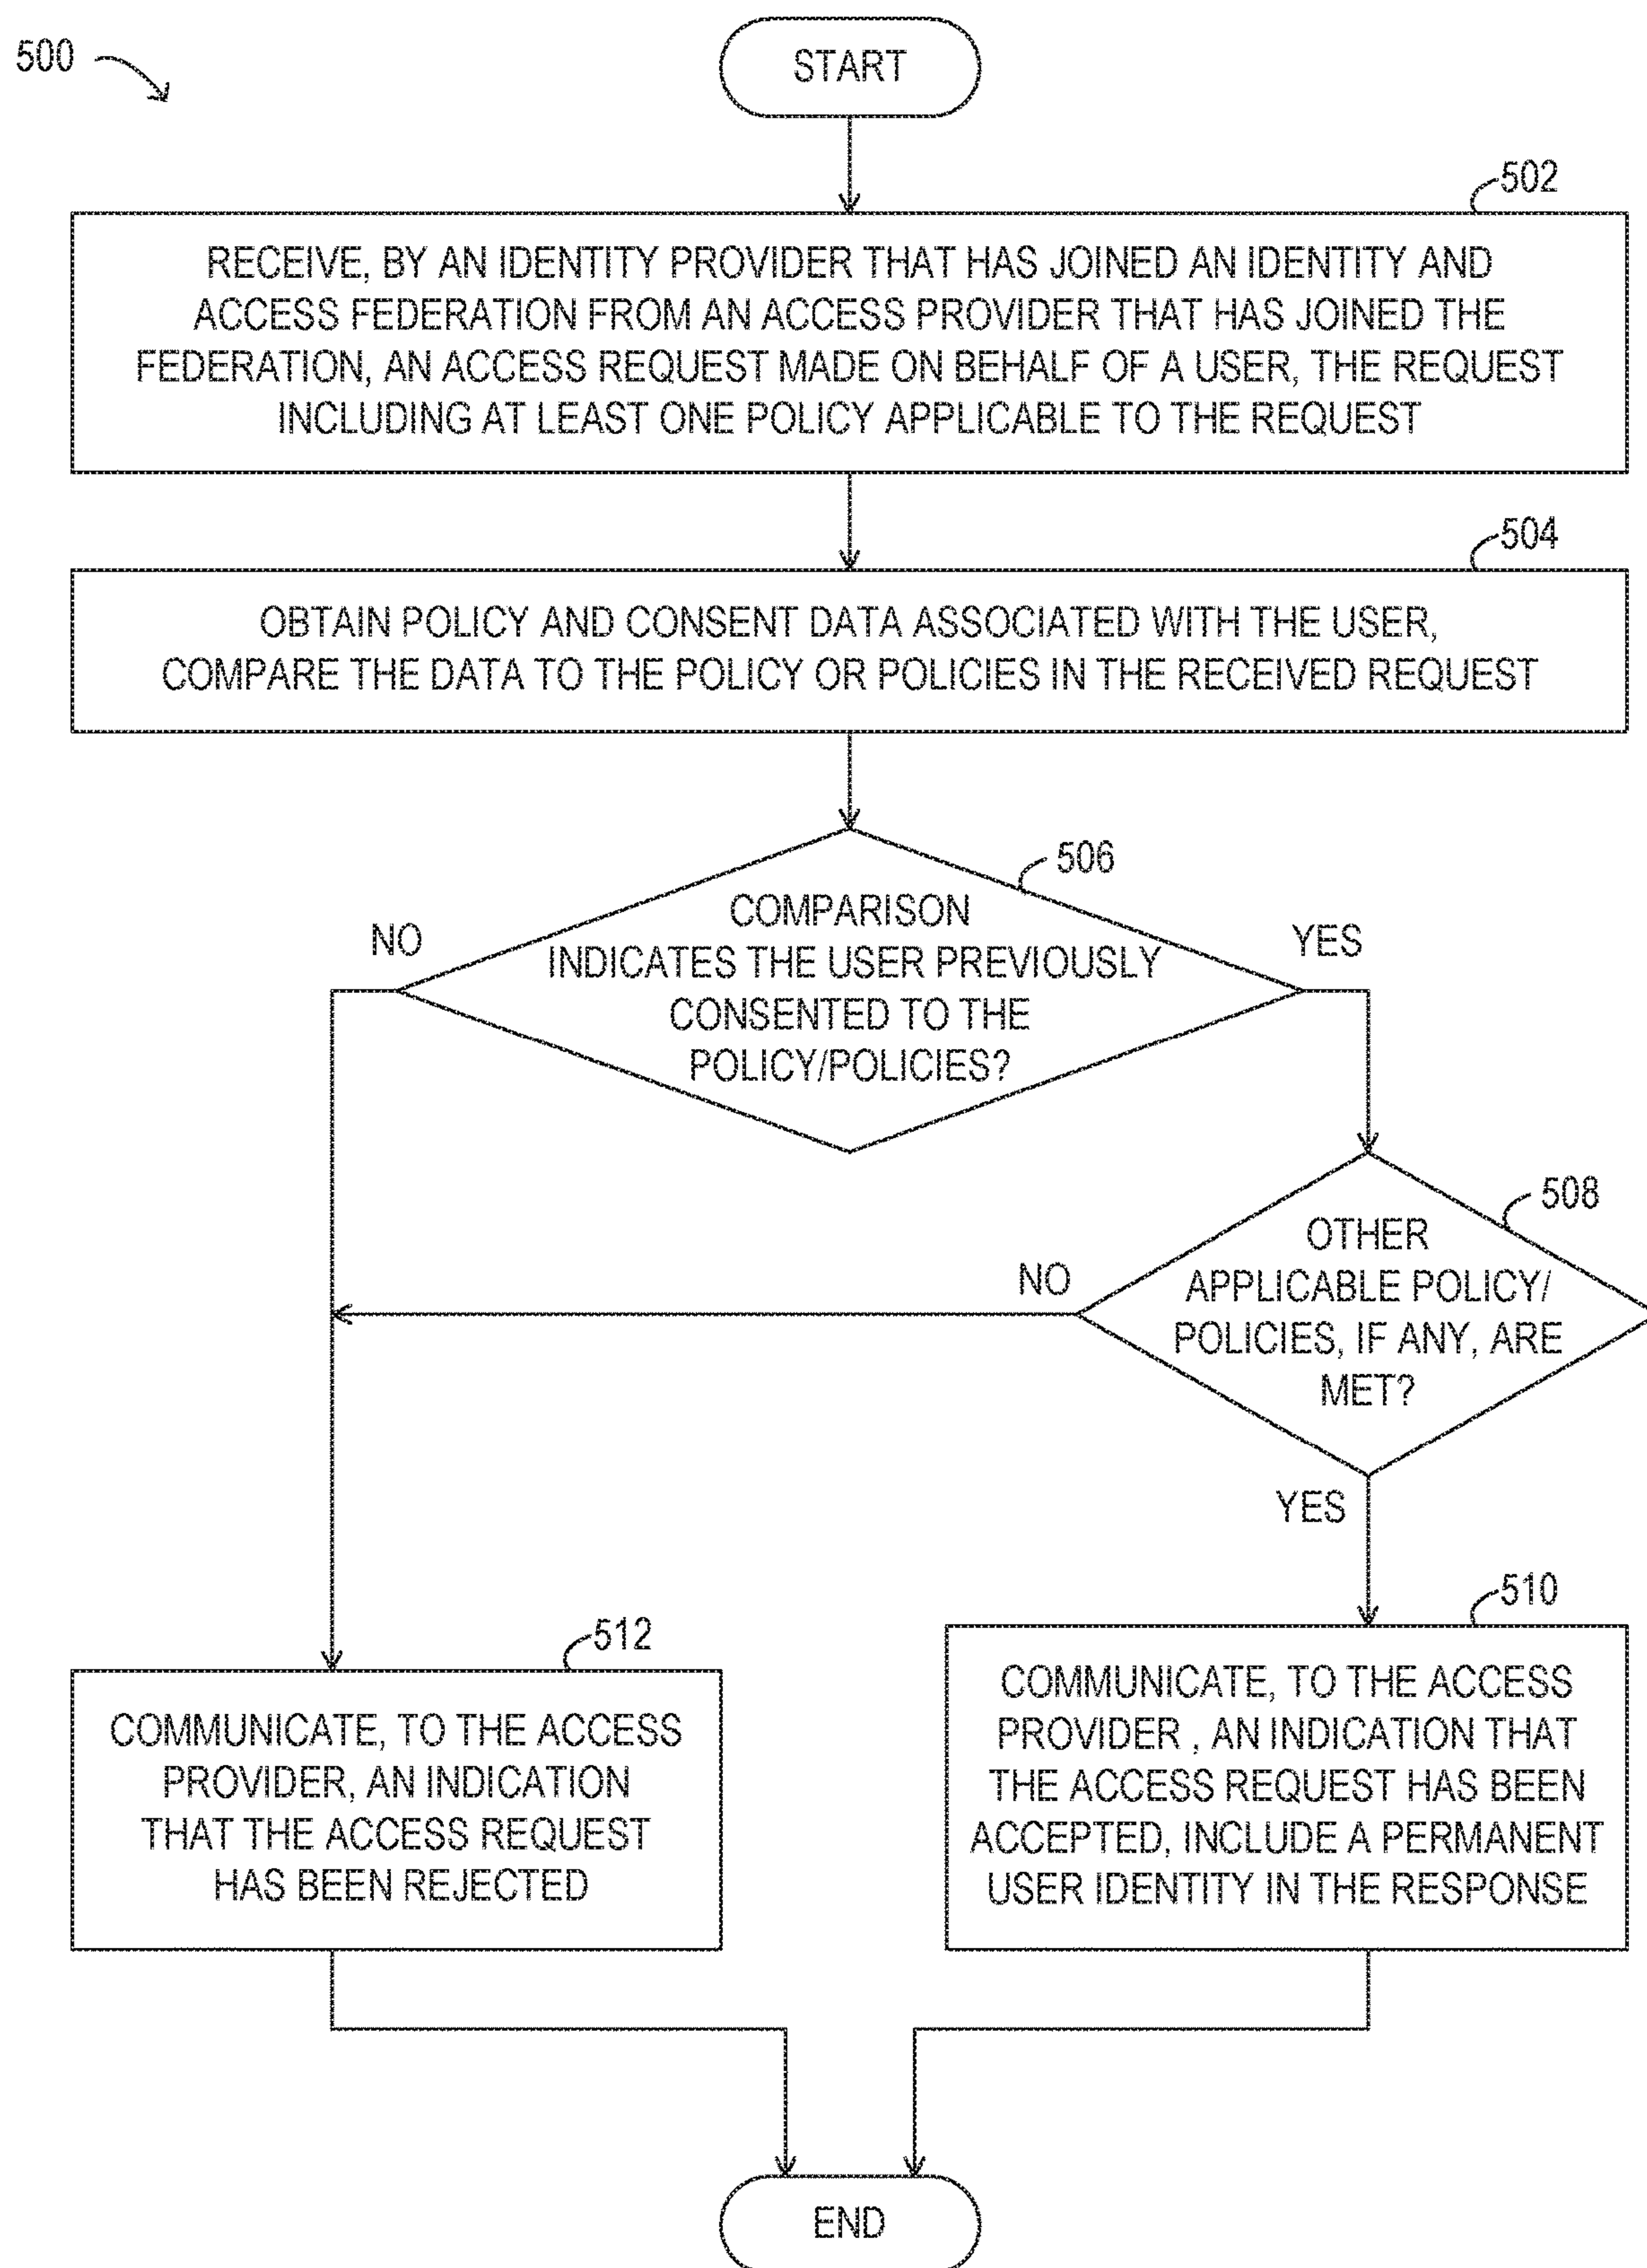 500
START
502
RECEIVE, BY AN IDENTITY PROVIDER THAT HAS JOINED AN IDENTITY AND
ACCESS FEDERATION FROM AN ACCESS PROVIDER THAT HAS JOINED THE
FEDERATION, AN ACCESS REQUEST MADE ON BEHALF OF A USER, THE REQUEST
INCLUDING AT LEAST ONE POLICY APPLICABLE TO THE REQUEST
504
OBTAIN POLICY AND CONSENT DATA ASSOCIATED WITH THE USER,
COMPARE THE DATA TO THE POLICY OR POLICIES IN THE RECEIVED REQUEST
506
COMPARISON
INDICATES THE USER PREVIOUSLY
CONSENTED TO THE
POLICY/POLICIES?
NO
YES
508
OTHER
APPLICABLE POLICY/
POLICIES, IF ANY, ARE
MET?
NO
YES
512
COMMUNICATE, TO THE ACCESS
PROVIDER, AN INDICATION
THAT THE ACCESS REQUEST
HAS BEEN REJECTED
510
COMMUNICATE, TO THE ACCESS
PROVIDER , AN INDICATION THAT
THE ACCESS REQUEST HAS BEEN
ACCEPTED, INCLUDE A PERMANENT
USER IDENTITY IN THE RESPONSE
END